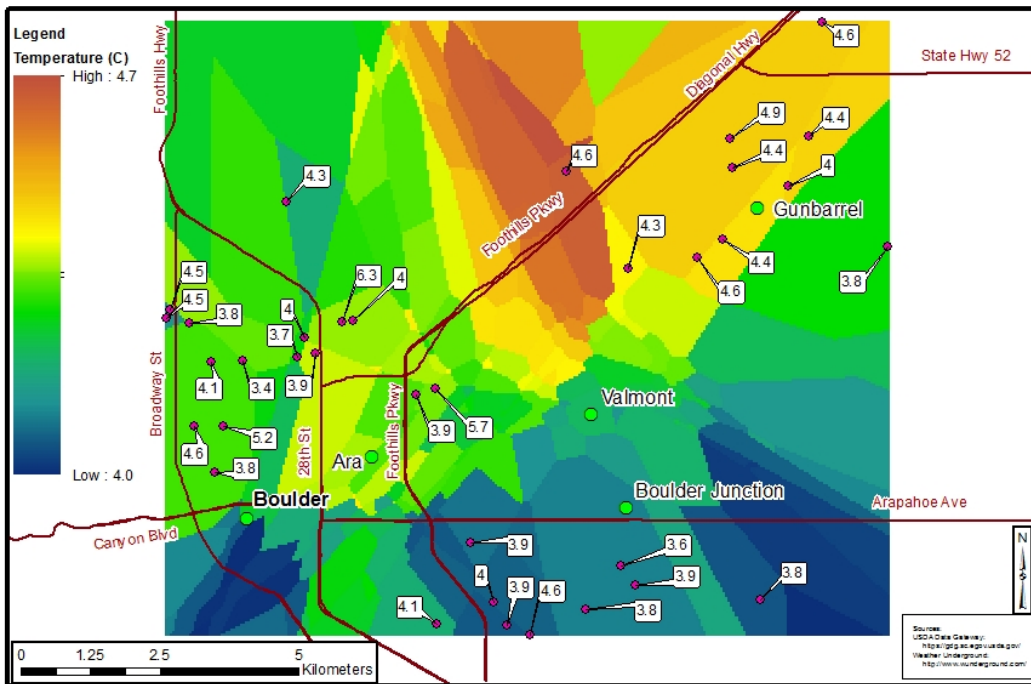 Legend
Temperature (C)
High : 4.7
Low : 4.0
Foothills Hwy
Diagonal Hwy
4.6
State Hwy 52
4.9
4.4
4.4
4.6
4
4.3
Gunbarrel
Foothills Pkwy
4.3
4.4
4.6
3.8
4.5
4.5
3.8
6.3
4
4
3.7
3.9
4.1
3.4
Broadway St
28th St
Foothills Pkwy
3.9
5.7
Valmont
4.6
5.2
3.8
Ara
Boulder
Boulder Junction
Arapahoe Ave
Canyon Blvd
3.9
3.6
4
3.9
3.9
3.8
4.1
4.6
3.8
N
0
1.25
2.5
5
Kilometers
Sources:
USDA Data Gateway:
https://gdg.sc.egov.usda.gov/
Weather Underground:
http://www.wunderground.com/